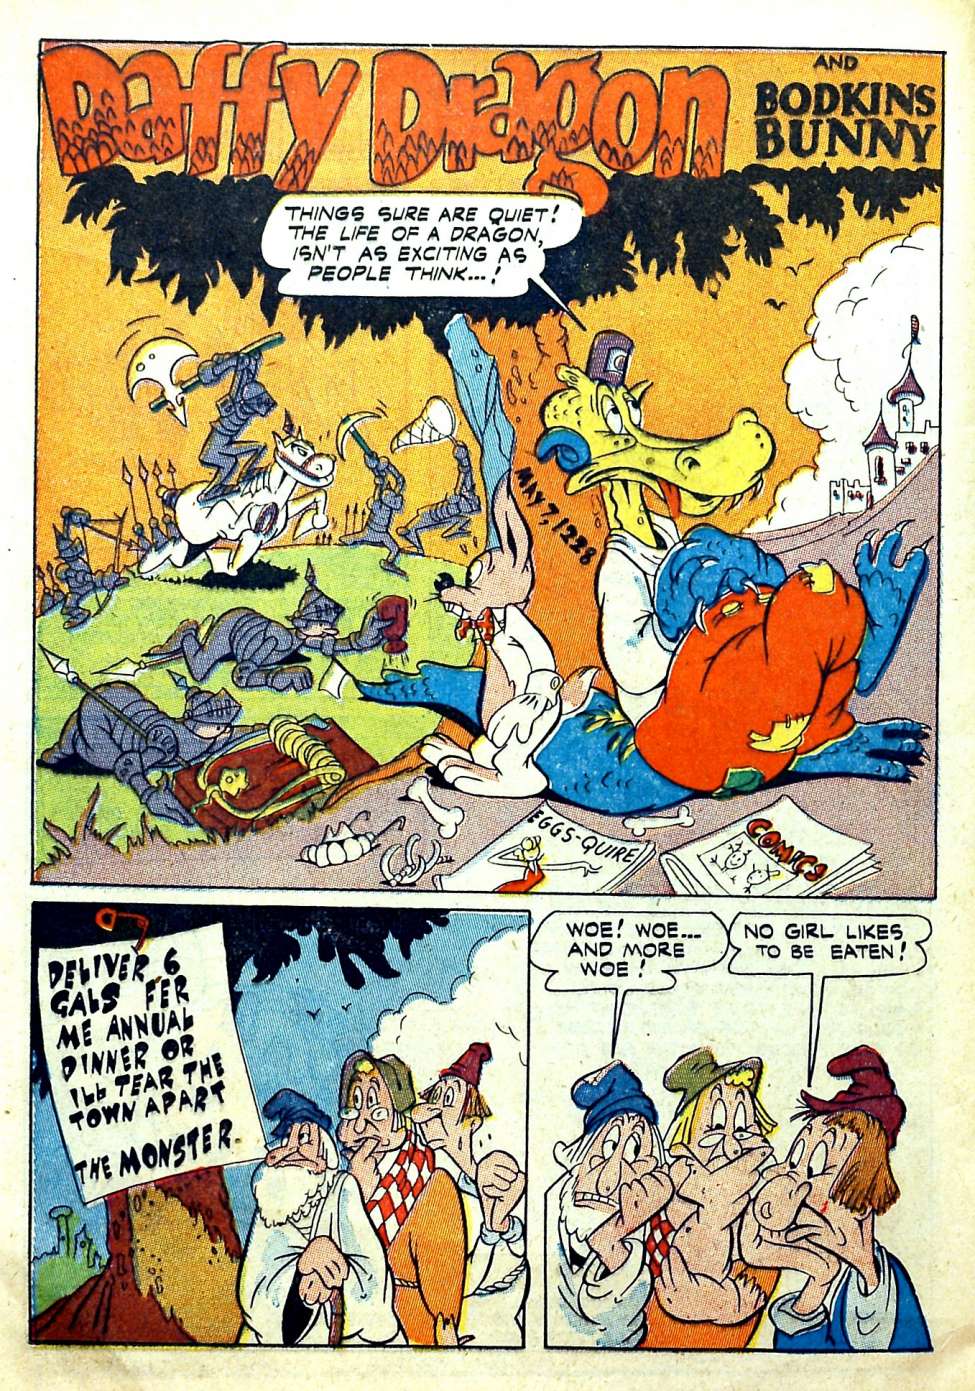 Daffy Dragon
AND
BODKINS
BUNNY
THINGS SURE ARE QUIET!
THE LIFE OF A DRAGON,
ISN'T AS EXCITING AS
PEOPLE THINK...!
MAY 7, 1228
EGGS-QUIRE
COMICS
DELIVER 6
GALS FER
ME ANNUAL
DINNER OR
ILL TEAR THE
TOWN APART
THE MONSTER.
WOE! WOE...
AND MORE
WOE!
NO GIRL LIKES
TO BE EATEN!